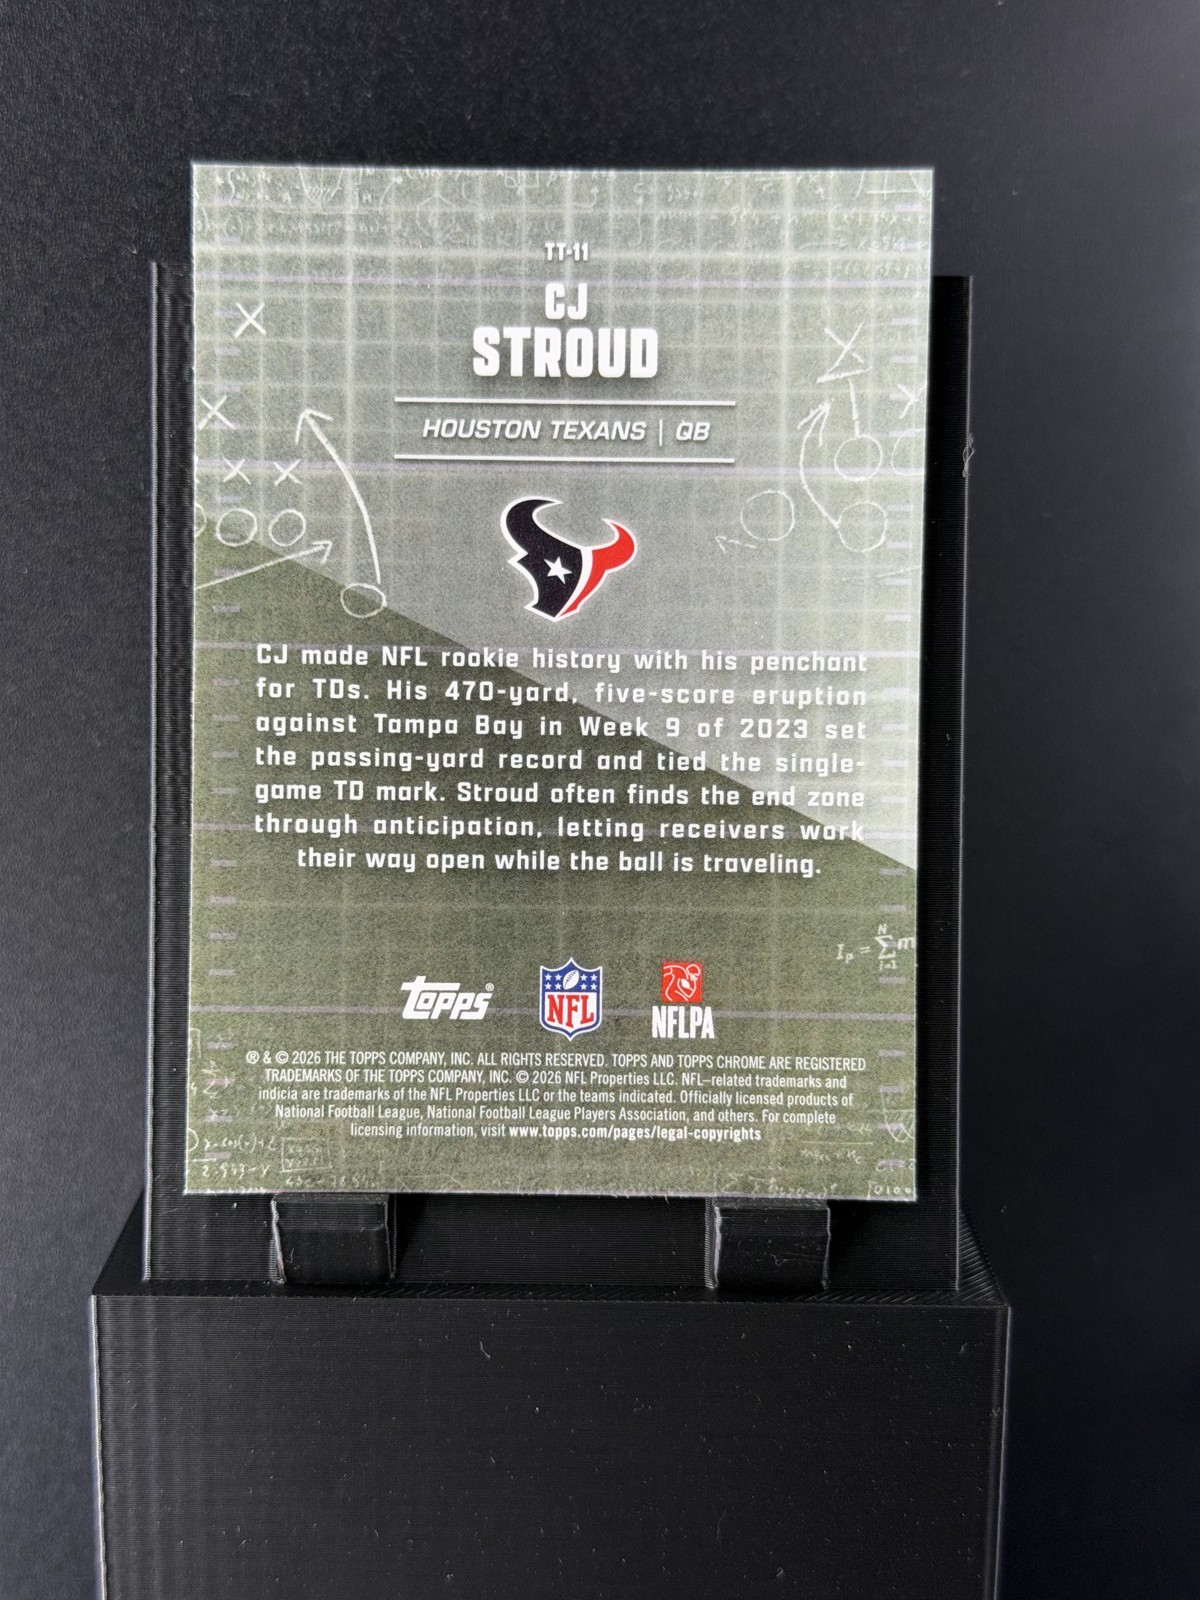 TT-11
CJ
STROUD
HOUSTON TEXANS | QB
CJ made NFL rookie history with his penchant
for TDs. His 470-yard, five-score eruption
against Tampa Bay in Week 9 of 2023 set
the passing-yard record and tied the single-
game TD mark. Stroud often finds the end zone
through anticipation, letting receivers work
their way open while the ball is traveling.
topps®
NFL
NFLPA
® & © 2026 THE TOPPS COMPANY, INC. ALL RIGHTS RESERVED. TOPPS AND TOPPS CHROME ARE REGISTERED
TRADEMARKS OF THE TOPPS COMPANY, INC. © 2026 NFL Properties LLC. NFL-related trademarks and
indicia are trademarks of the NFL Properties LLC or the teams indicated. Officially licensed products of
National Football League, National Football League Players Association, and others. For complete
licensing information, visit www.topps.com/pages/legal-copyrights